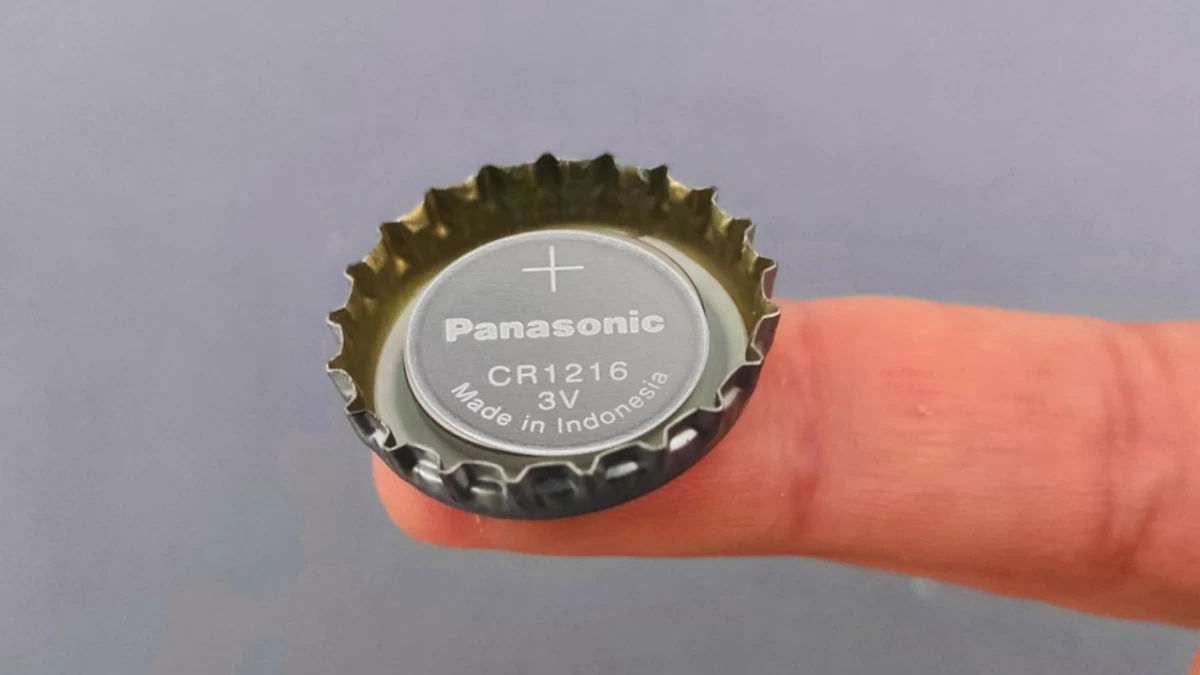 +
Panasonic
CR1216
3V
Made in Indonesia